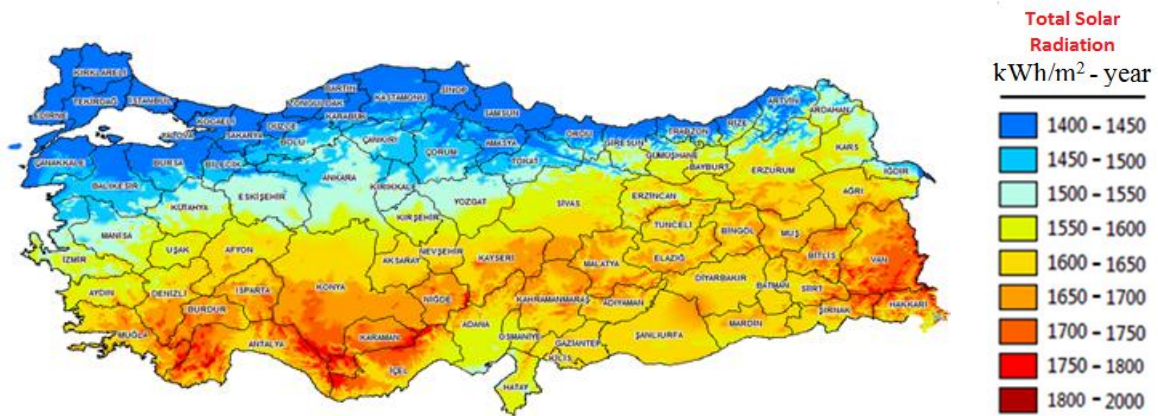 Total Solar
Radiation
kWh/m² - year
1400 - 1450
1450 - 1500
1500 - 1550
1550 - 1600
1600 - 1650
1650 - 1700
1700 - 1750
1750 - 1800
1800 - 2000
KIRKLARELİ
TEKİRDAĞ
İSTANBUL
EDİRNE
KOCAELİ
YALOVA
SAKARYA
DÜZCE
ZONGULDAK
BARTIN
KARABÜK
KASTAMONU
SİNOP
SAMSUN
BOLU
ÇANKIRI
ÇORUM
AMASYA
ORDU
TOKAT
GİRESUN
TRABZON
RİZE
ARTVİN
ARDAHAN
KARS
IĞDIR
GÜMÜŞHANE
BAYBURT
ERZURUM
AĞRI
ÇANAKKALE
BURSA
BİLECİK
BALIKESİR
KÜTAHYA
ESKİŞEHİR
ANKARA
KIRIKKALE
YOZGAT
SİVAS
ERZİNCAN
TUNCELİ
BİNGÖL
MUŞ
BİTLİS
VAN
MANİSA
İZMİR
UŞAK
AFYON
KIRŞEHİR
NEVŞEHİR
AKSARAY
KAYSERİ
MALATYA
ELAZIĞ
DİYARBAKIR
BATMAN
SİİRT
ŞIRNAK
HAKKARİ
AYDIN
DENİZLİ
ISPARTA
BURDUR
KONYA
NİĞDE
KAHRAMANMARAŞ
ADIYAMAN
MARDİN
ŞANLIURFA
MUĞLA
ANTALYA
KARAMAN
İÇEL
ADANA
OSMANİYE
GAZİANTEP
KİLİS
HATAY